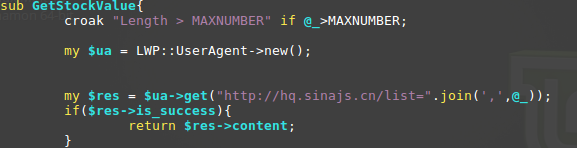 sub GetStockValue{
croak "Length > MAXNUMBER" if @_>MAXNUMBER;
my $ua = LWP::UserAgent->new();
my $res = $ua->get("http://hq.sinajs.cn/list=".join(',',@_));
if($res->is_success){
return $res->content;
}